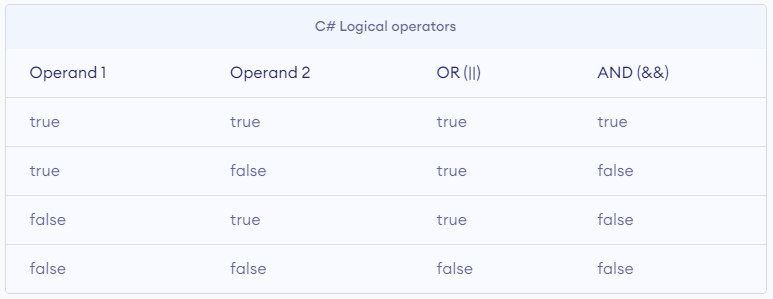 C# Logical operators
Operand 1 Operand 2 OR (||) AND (&&)
true true true true
true false true false
false true true false
false false false false